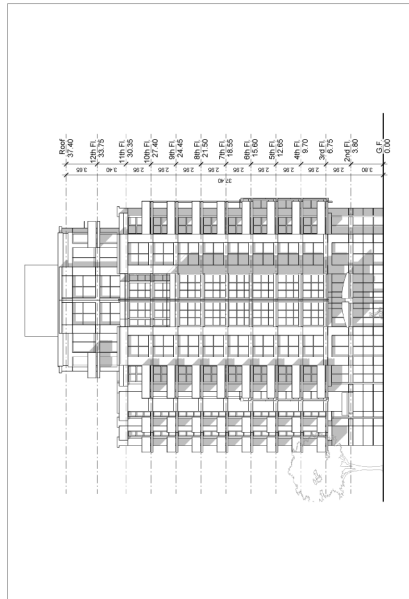 Roof
37.40
12th Fl.
33.75
11th Fl.
30.35
10th Fl.
27.40
9th Fl.
24.45
8th Fl.
21.50
7th Fl.
18.55
6th Fl.
15.60
5th Fl.
12.65
4th Fl.
9.70
3rd Fl.
6.75
2nd Fl.
3.80
G.F.
0.00
3.65
3.40
2.95
2.95
2.95
2.95
2.95
2.95
2.95
2.95
2.95
3.80
37.40